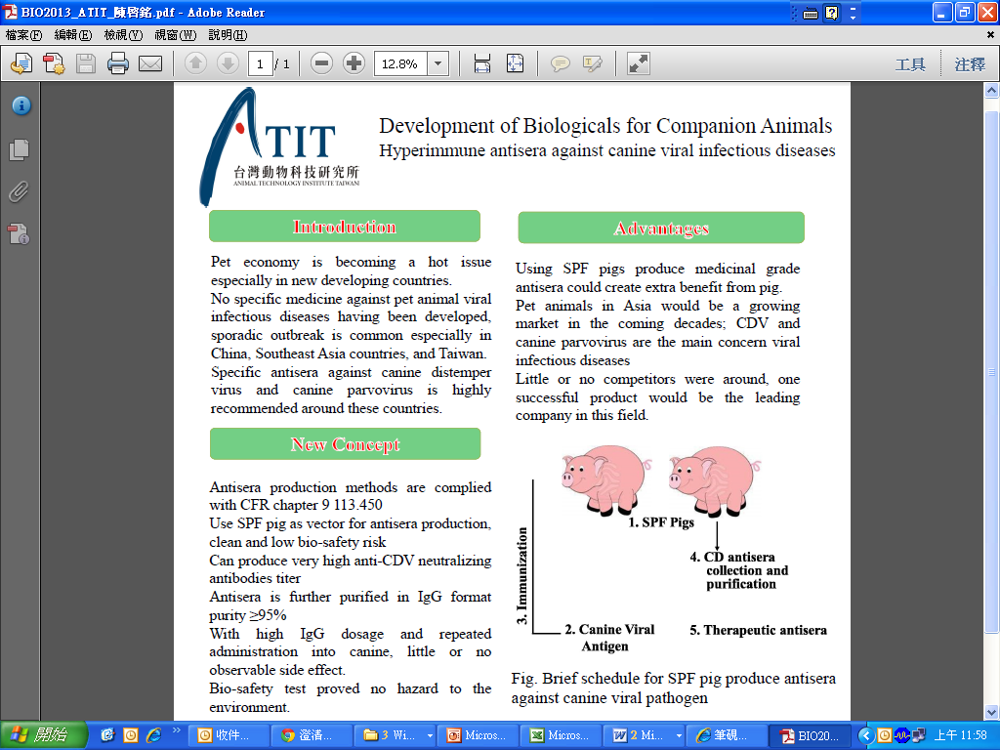 BIO2013_ATIT_陳啓銘.pdf - Adobe Reader
檔案(F) 編輯(E) 檢視(V) 視窗(W) 說明(H)
1 / 1 12.8% 工具 注釋
ATIT
台灣動物科技研究所
ANIMAL TECHNOLOGY INSTITUTE TAIWAN
Development of Biologicals for Companion Animals
Hyperimmune antisera against canine viral infectious diseases
Introduction
Pet economy is becoming a hot issue
especially in new developing countries.
No specific medicine against pet animal viral
infectious diseases having been developed,
sporadic outbreak is common especially in
China, Southeast Asia countries, and Taiwan.
Specific antisera against canine distemper
virus and canine parvovirus is highly
recommended around these countries.
New Concept
Antisera production methods are complied
with CFR chapter 9 113.450
Use SPF pig as vector for antisera production,
clean and low bio-safety risk
Can produce very high anti-CDV neutralizing
antibodies titer
Antisera is further purified in IgG format
purity ≥95%
With high IgG dosage and repeated
administration into canine, little or no
observable side effect.
Bio-safety test proved no hazard to the
environment.
Advantages
Using SPF pigs produce medicinal grade
antisera could create extra benefit from pig.
Pet animals in Asia would be a growing
market in the coming decades; CDV and
canine parvovirus are the main concern viral
infectious diseases
Little or no competitors were around, one
successful product would be the leading
company in this field.
1. SPF Pigs
3. Immunization
4. CD antisera
collection and
purification
2. Canine Viral
Antigen
5. Therapeutic antisera
Fig. Brief schedule for SPF pig produce antisera
against canine viral pathogen
開始 收件... 澄清... 3 Wi... Micros... Micros... 2 Mi... 筆硯... BIO20... 上午 11:58